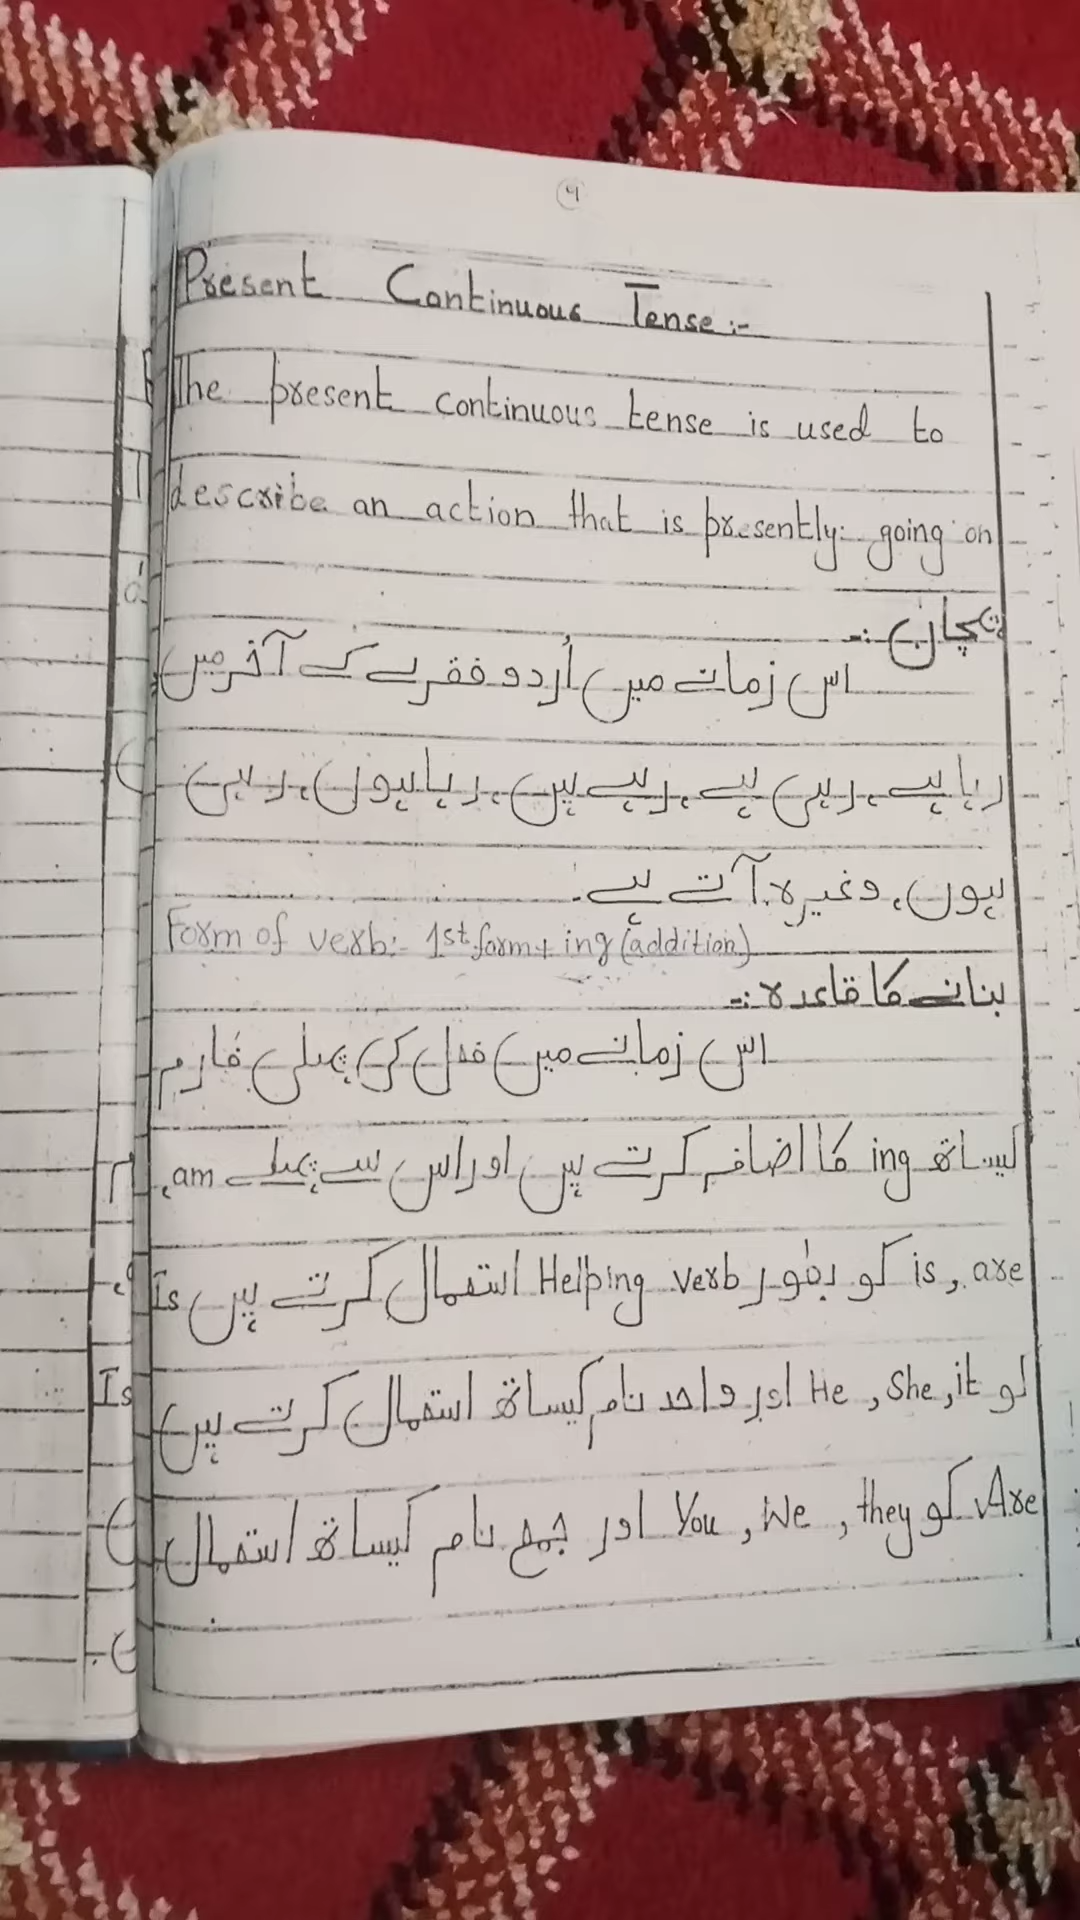 ۴
Present Continuous Tense:-
The present continuous tense is used to
describe an action that is presently going on
پہچان:-
اس زمانے میں اُردو فقرے کے آخر میں
رہا ہے، رہی ہے، رہے ہیں، رہا ہوں، رہی
ہوں، وغیرہ آتے ہے۔
Form of verb:- 1st form + ing (addition)
بنانے کا قاعدہ:-
اس زمانے میں فعل کی پہلی فارم
کیساتھ ing کا اضافہ کرتے ہیں اور اس سے پہلے am،
is, are کو بطور Helping verb استعمال کرتے ہیں Is
کو He, She, it اور واحد نام کیساتھ استعمال کرتے ہیں
Are کو You, We, they اور جمع نام کیساتھ استعمال
Is